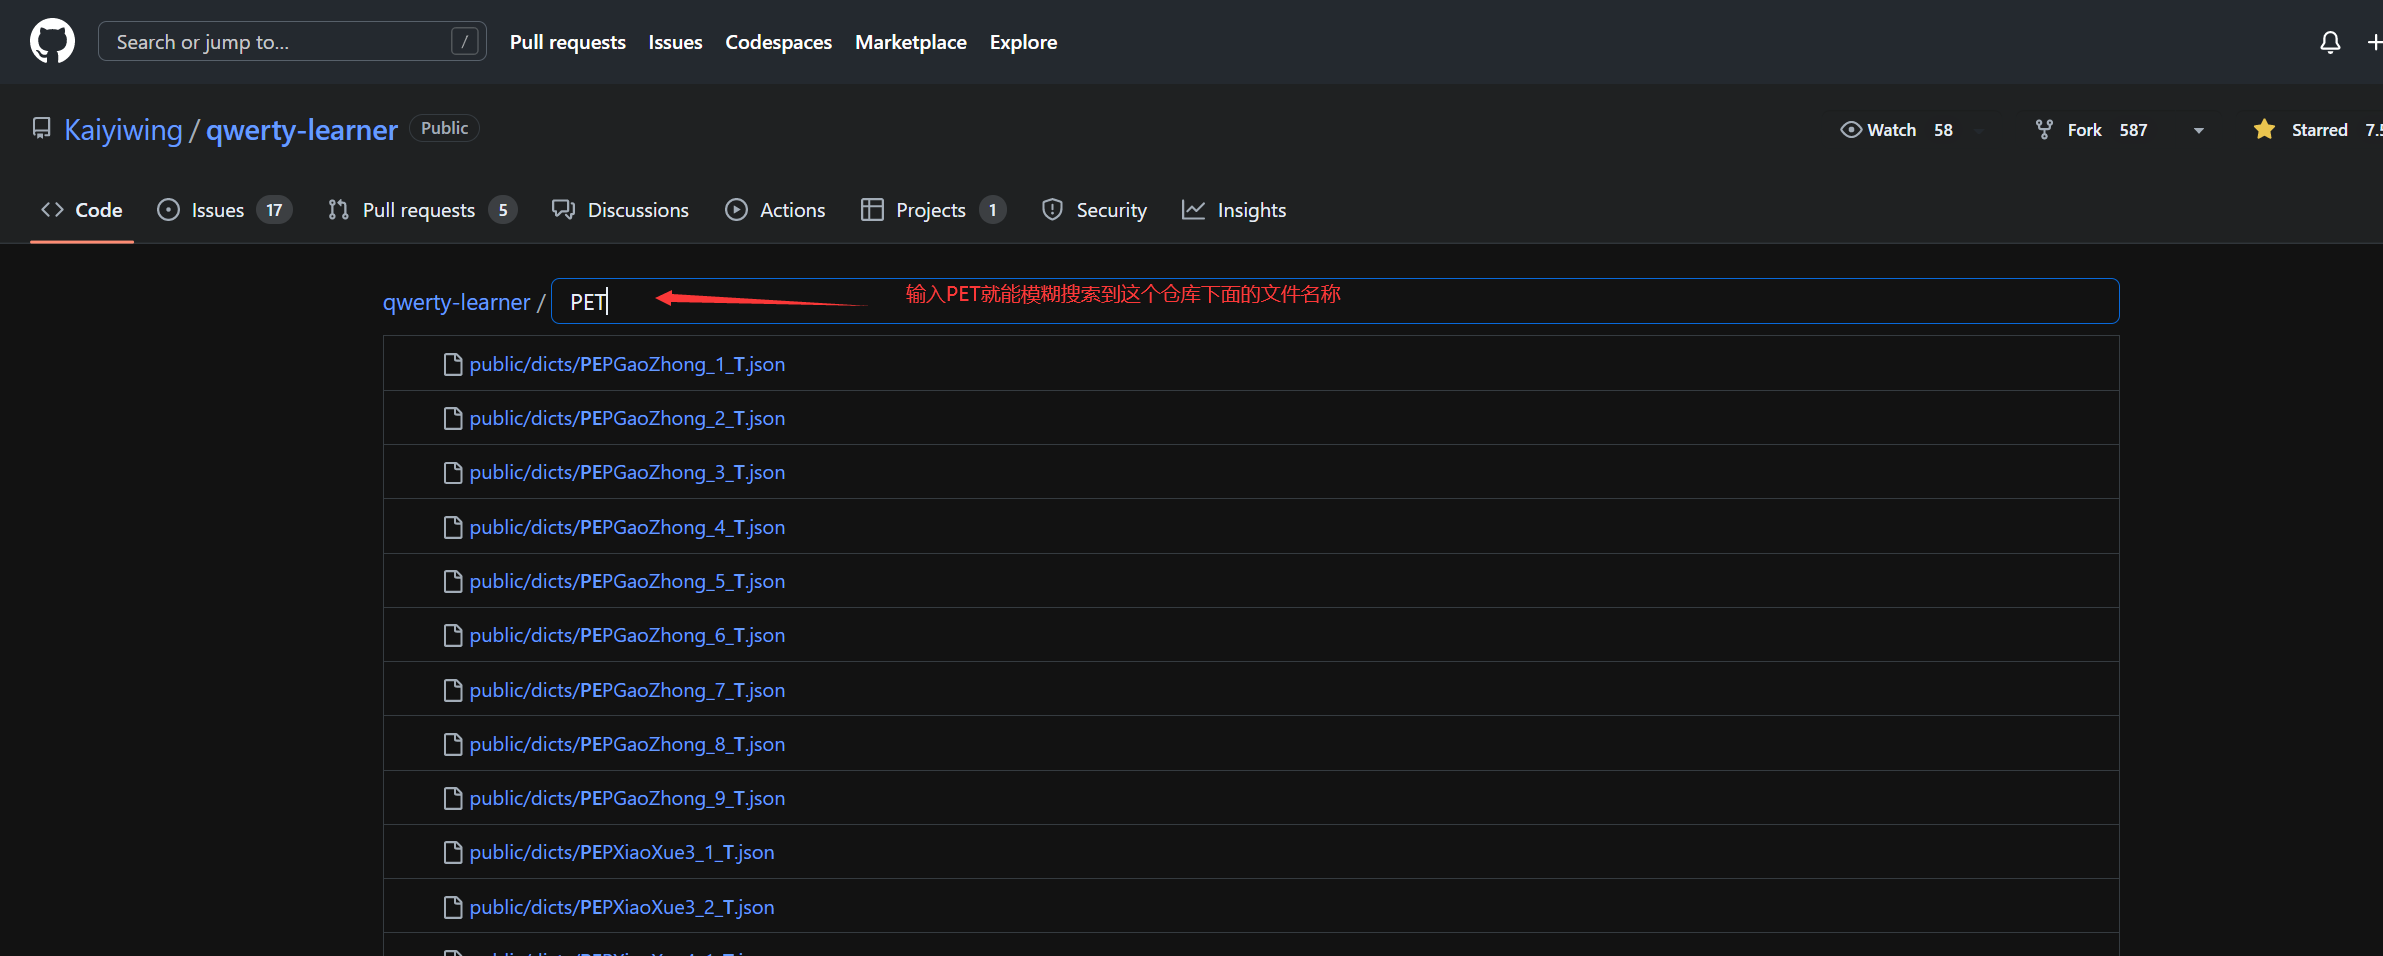 Search or jump to... / Pull requests Issues Codespaces Marketplace Explore
Kaiyiwing / qwerty-learner Public Watch 58 Fork 587 Starred 7.5
Code Issues 17 Pull requests 5 Discussions Actions Projects 1 Security Insights
qwerty-learner / PET 输入PET就能模糊搜索到这个仓库下面的文件名称
public/dicts/PEPGaoZhong_1_T.json
public/dicts/PEPGaoZhong_2_T.json
public/dicts/PEPGaoZhong_3_T.json
public/dicts/PEPGaoZhong_4_T.json
public/dicts/PEPGaoZhong_5_T.json
public/dicts/PEPGaoZhong_6_T.json
public/dicts/PEPGaoZhong_7_T.json
public/dicts/PEPGaoZhong_8_T.json
public/dicts/PEPGaoZhong_9_T.json
public/dicts/PEPXiaoXue3_1_T.json
public/dicts/PEPXiaoXue3_2_T.json